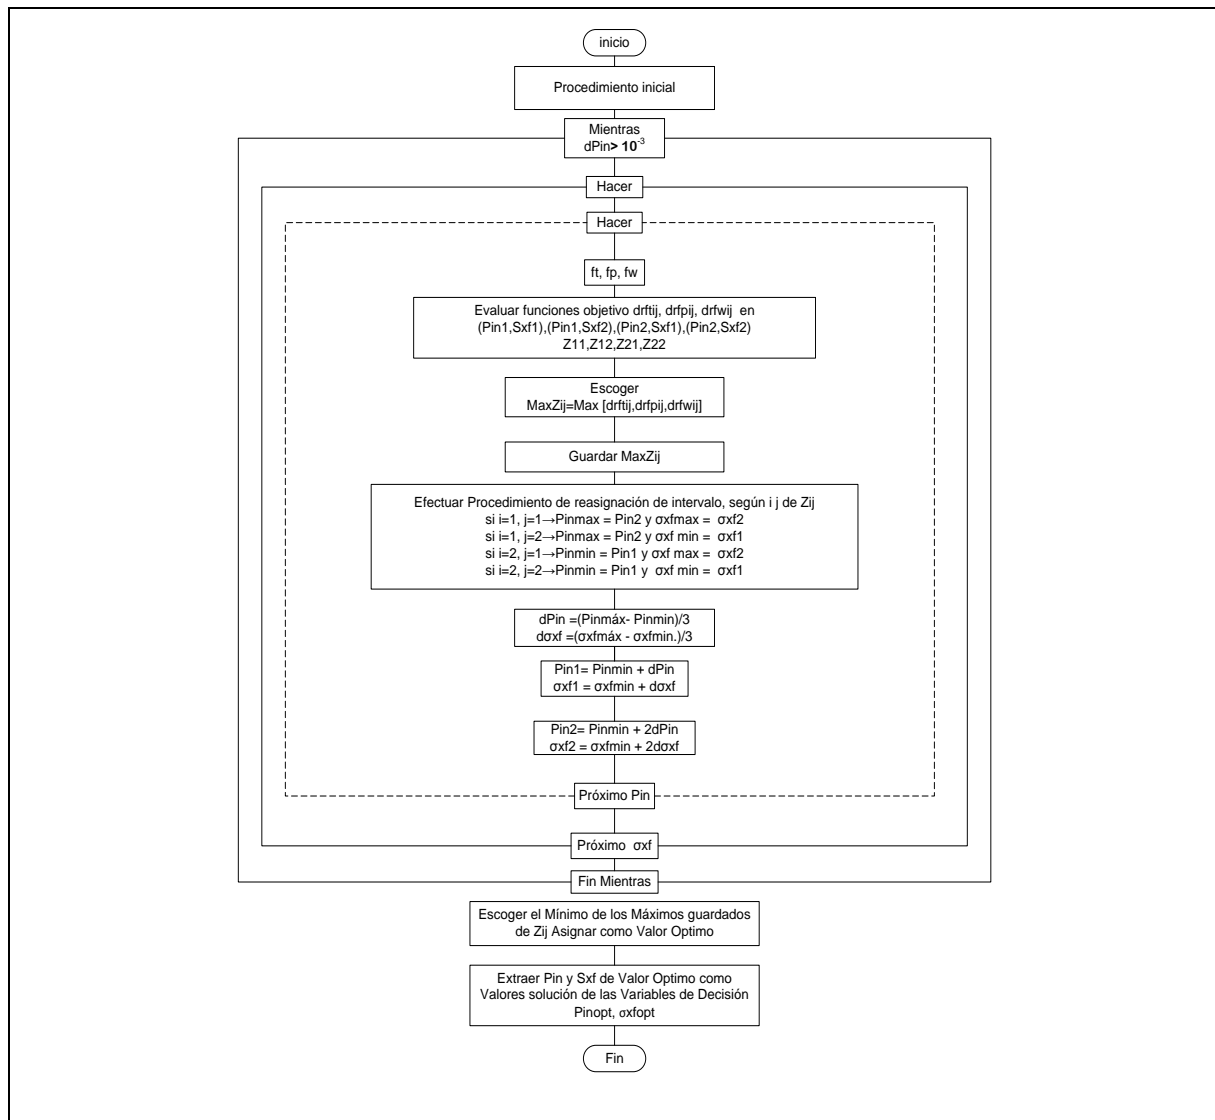 inicio
Procedimiento inicial
Mientras
dPin> 10⁻³
Hacer
Hacer
ft, fp, fw
Evaluar funciones objetivo drftij, drfpij, drfwij en
(Pin1,Sxf1),(Pin1,Sxf2),(Pin2,Sxf1),(Pin2,Sxf2)
Z11,Z12,Z21,Z22
Escoger
MaxZij=Max [drftij,drfpij,drfwij]
Guardar MaxZij
Efectuar Procedimiento de reasignación de intervalo, según i j de Zij
si i=1, j=1→Pinmax = Pin2 y σxfmax = σxf2
si i=1, j=2→Pinmax = Pin2 y σxf min = σxf1
si i=2, j=1→Pinmin = Pin1 y σxf max = σxf2
si i=2, j=2→Pinmin = Pin1 y σxf min = σxf1
dPin =(Pinmáx- Pinmin)/3
dσxf =(σxfmáx - σxfmin.)/3
Pin1= Pinmin + dPin
σxf1 = σxfmin + dσxf
Pin2= Pinmin + 2dPin
σxf2 = σxfmin + 2dσxf
Próximo Pin
Próximo σxf
Fin Mientras
Escoger el Mínimo de los Máximos guardados
de Zij Asignar como Valor Optimo
Extraer Pin y Sxf de Valor Optimo como
Valores solución de las Variables de Decisión
Pinopt, σxfopt
Fin